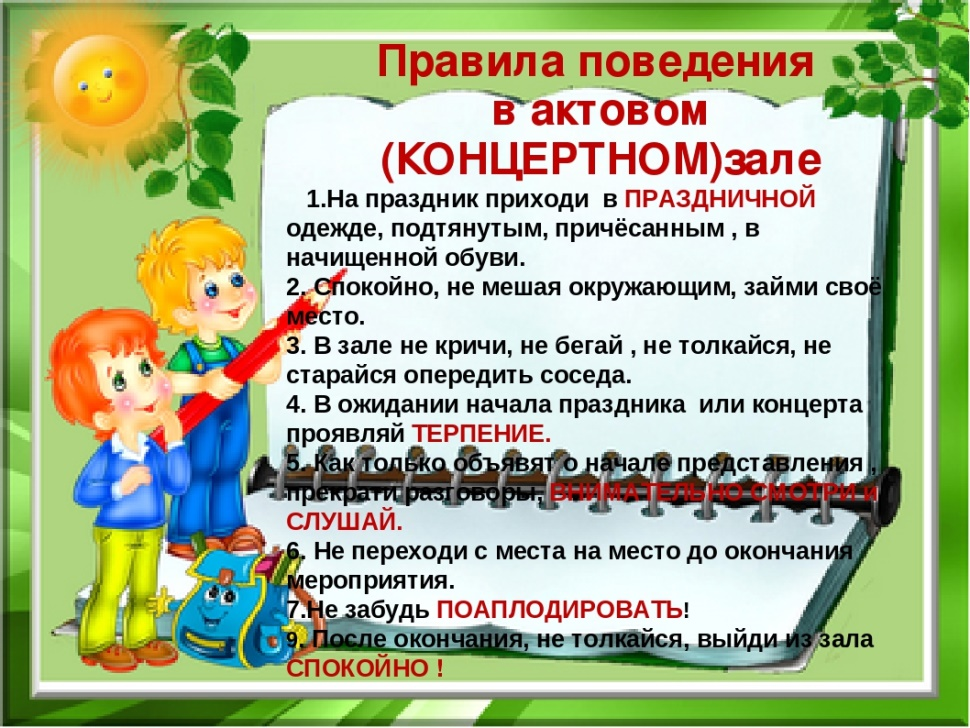 Правила поведения
в актовом
(КОНЦЕРТНОМ)зале
1.На праздник приходи в ПРАЗДНИЧНОЙ
одежде, подтянутым, причёсанным , в
начищенной обуви.
2. Спокойно, не мешая окружающим, займи своё
место.
3. В зале не кричи, не бегай , не толкайся, не
старайся опередить соседа.
4. В ожидании начала праздника или концерта
проявляй ТЕРПЕНИЕ.
5. Как только объявят о начале представления ,
прекрати разговоры, ВНИМАТЕЛЬНО СМОТРИ и
СЛУШАЙ.
6. Не переходи с места на место до окончания
мероприятия.
7.Не забудь ПОАПЛОДИРОВАТЬ!
9. После окончания, не толкайся, выйди из зала
СПОКОЙНО !